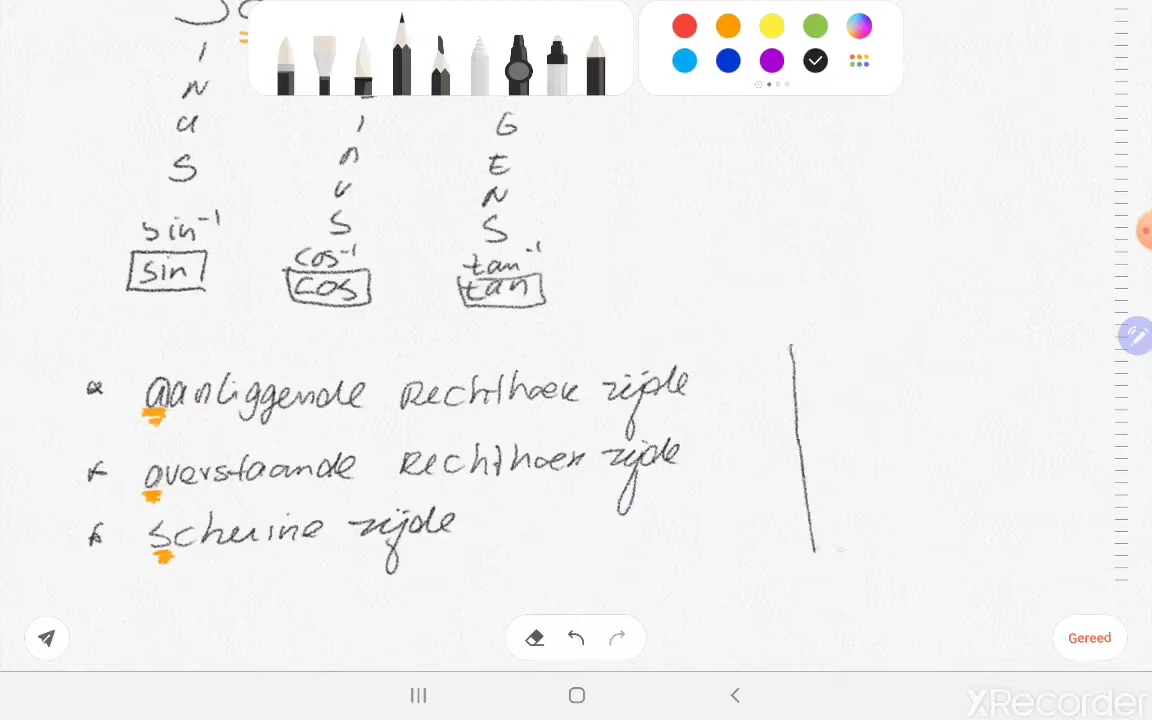 I
N
U
S
sin⁻¹
sin
I
N
U
S
cos⁻¹
cos
G
E
N
S
tan⁻¹
tan
aanliggende Rechthoek zijde
overstaande Rechthoek zijde
Schuine zijde
Gereed
XRecorder